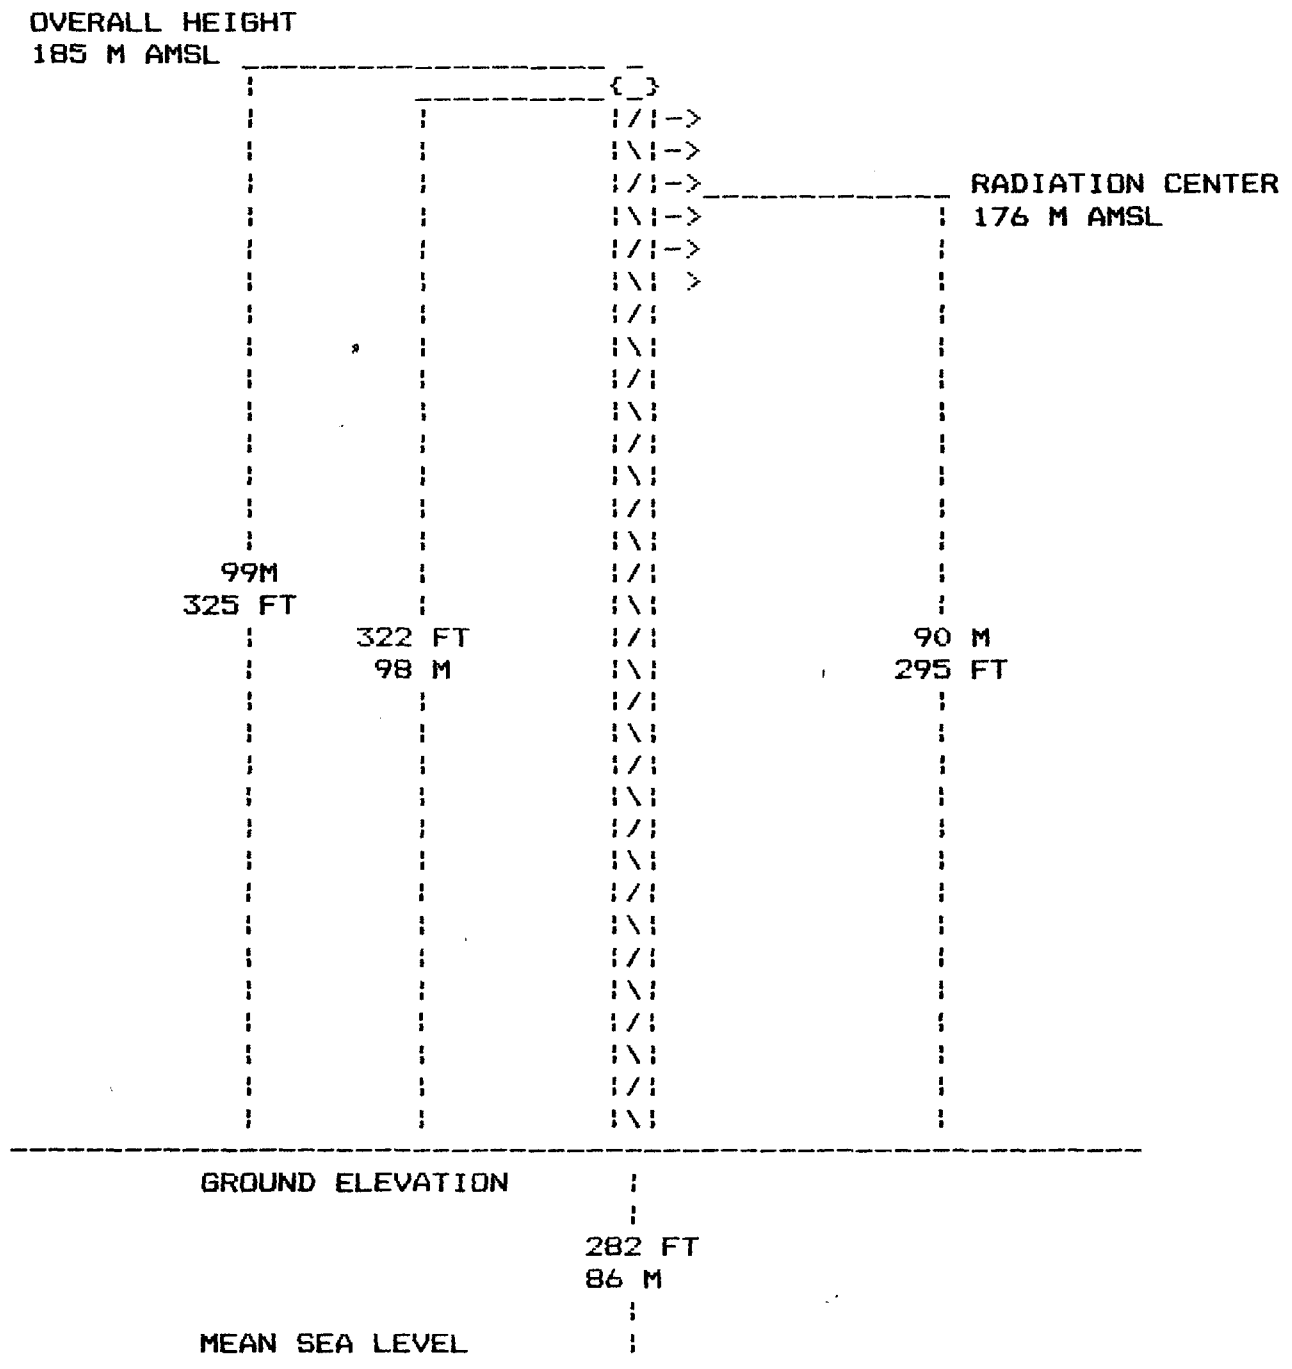 OVERALL HEIGHT
185 M AMSL
RADIATION CENTER
176 M AMSL
99M
325 FT
322 FT
98 M
90 M
295 FT
GROUND ELEVATION
282 FT
86 M
MEAN SEA LEVEL